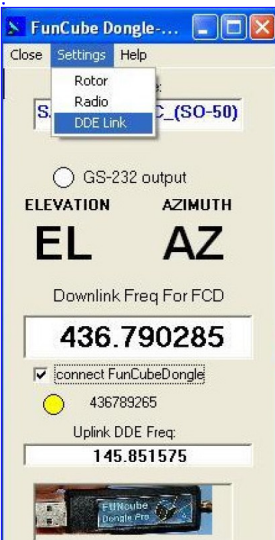 FunCube Dongle-...
Close Settings Help
Rotor
Radio
DDE Link
C_(SO-50)
GS-232 output
ELEVATION AZIMUTH
EL AZ
Downlink Freq For FCD
436.790285
connect FunCubeDongle
436789265
Uplink DDE Freq:
145.851575
FUNcube
Dongle Pro